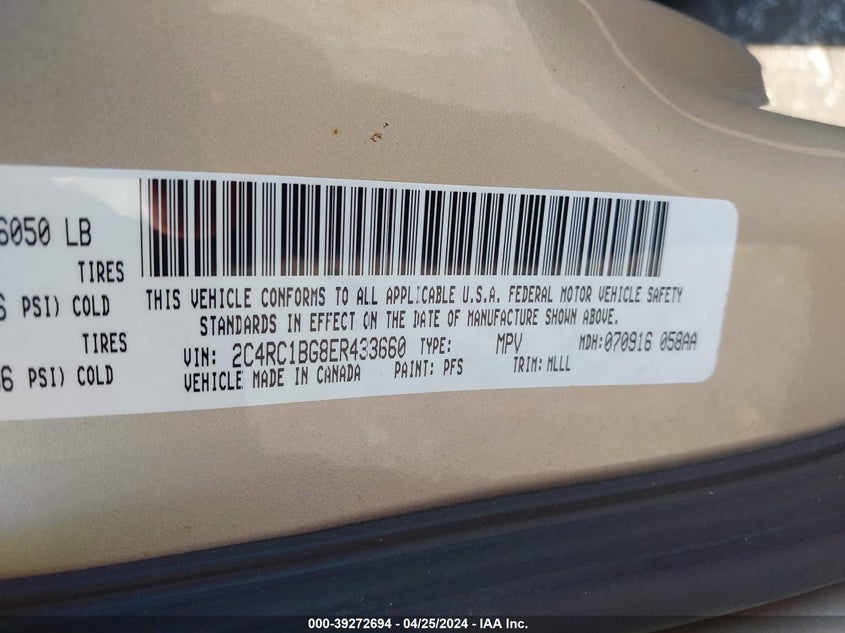 6050 LB
TIRES
6 PSI) COLD
TIRES
36 PSI) COLD
THIS VEHICLE CONFORMS TO ALL APPLICABLE U.S.A. FEDERAL MOTOR VEHICLE SAFETY
STANDARDS IN EFFECT ON THE DATE OF MANUFACTURE SHOWN ABOVE.
VIN: 2C4RC1BG8ER433660 TYPE: MPV MDH:070916 058AA
VEHICLE MADE IN CANADA PAINT: PFS TRIM: MLLL
000-39272694 / 04/25/2024 - IAA Inc.